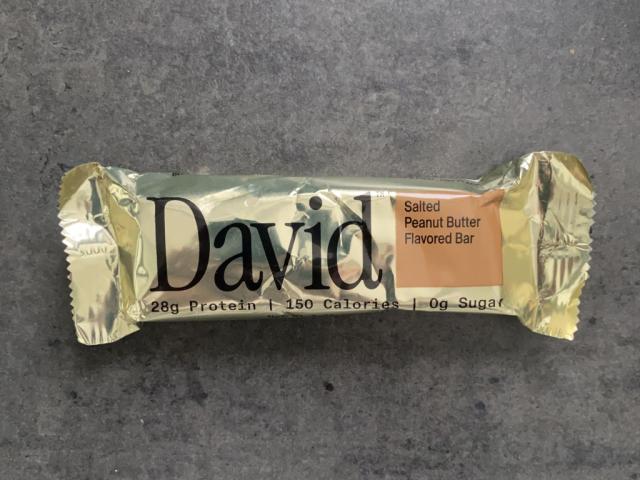 David
Salted
Peanut Butter
Flavored Bar
28g Protein | 150 Calories | 0g Sugar